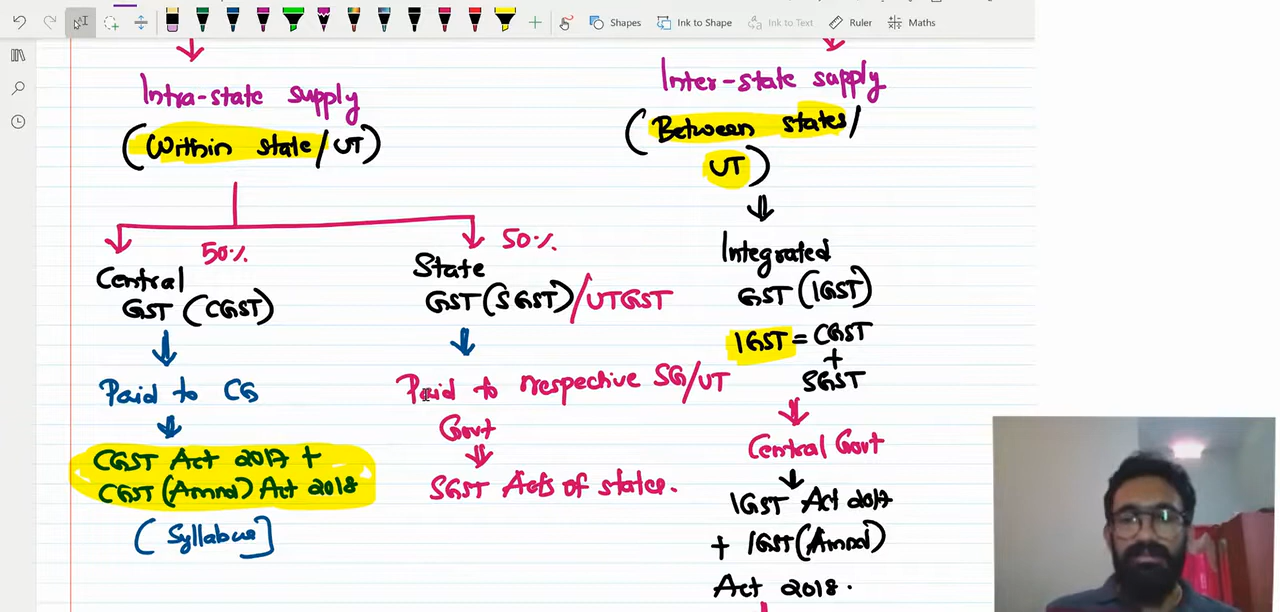 Shapes
Ink to Shape
Ink to Text
Ruler
Maths
Intra-state supply
(Within state/UT)
50%
Central
GST (CGST)
Paid to CG
CGST Act 2017 +
CGST (Amnd) Act 2018
(Syllabus]
50%
State
GST(SGST)/UTGST
Paid to respective SG/UT
Govt
SGST Acts of states.
Inter-state supply
(Between states/
UT)
Integrated
GST (IGST)
IGST = CGST
+
SGST
Central Govt
IGST Act 2017
+ IGST (Amnd)
Act 2018.